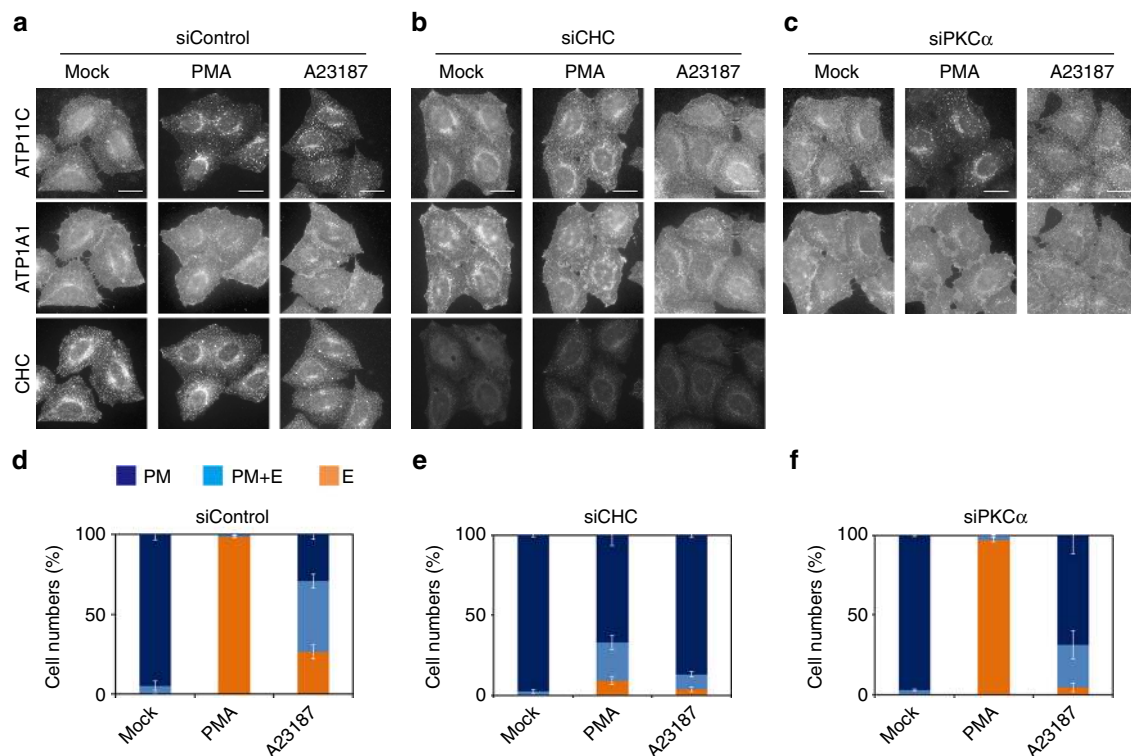 a
siControl
Mock PMA A23187
b
siCHC
Mock PMA A23187
c
siPKCα
Mock PMA A23187
ATP11C
ATP1A1
CHC
d
PM PM+E E
siControl
Cell numbers (%)
100
50
0
Mock PMA A23187
e
siCHC
Cell numbers (%)
100
50
0
Mock PMA A23187
f
siPKCα
Cell numbers (%)
100
50
0
Mock PMA A23187